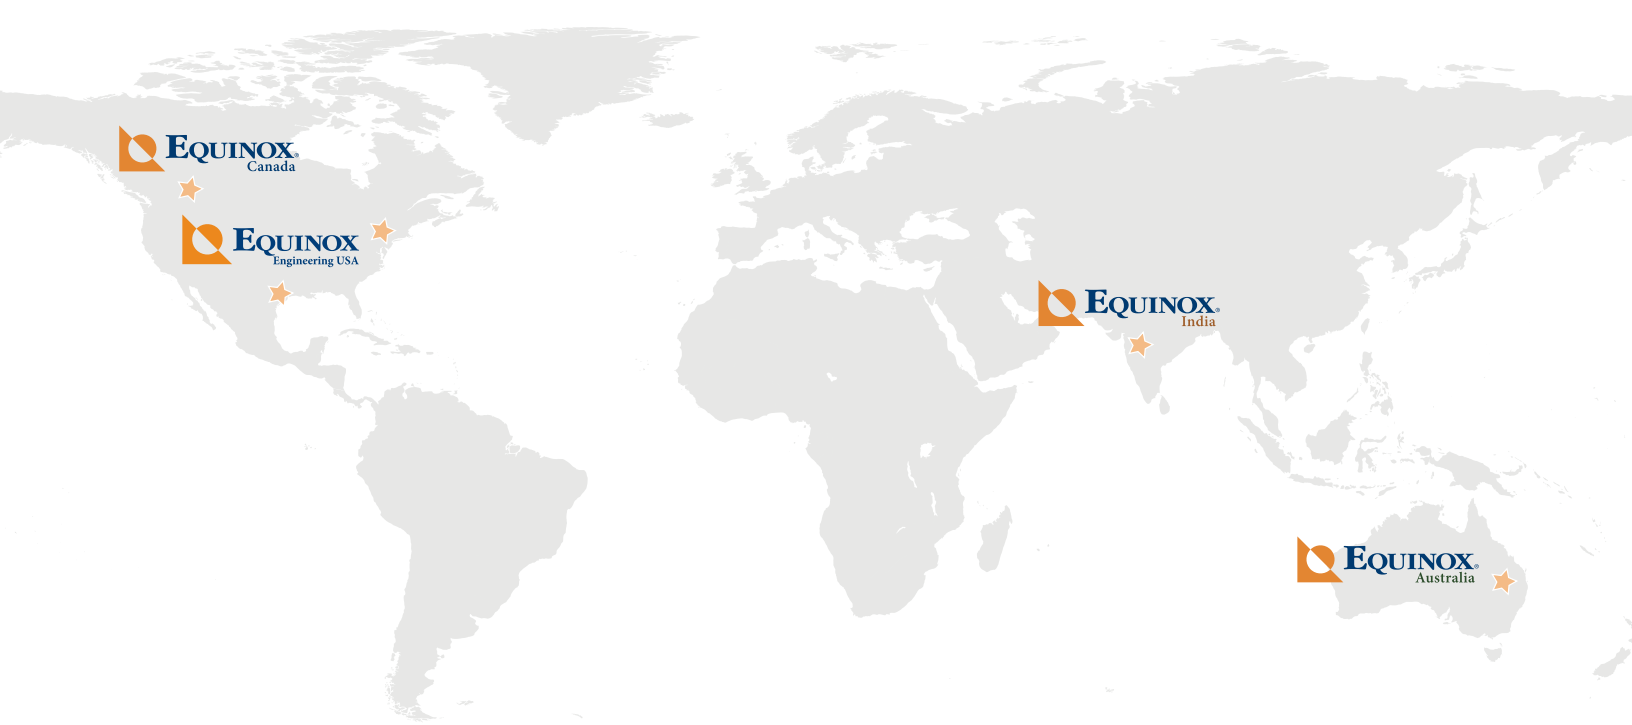 EQUINOX®
Canada
EQUINOX
Engineering USA
EQUINOX®
India
EQUINOX®
Australia